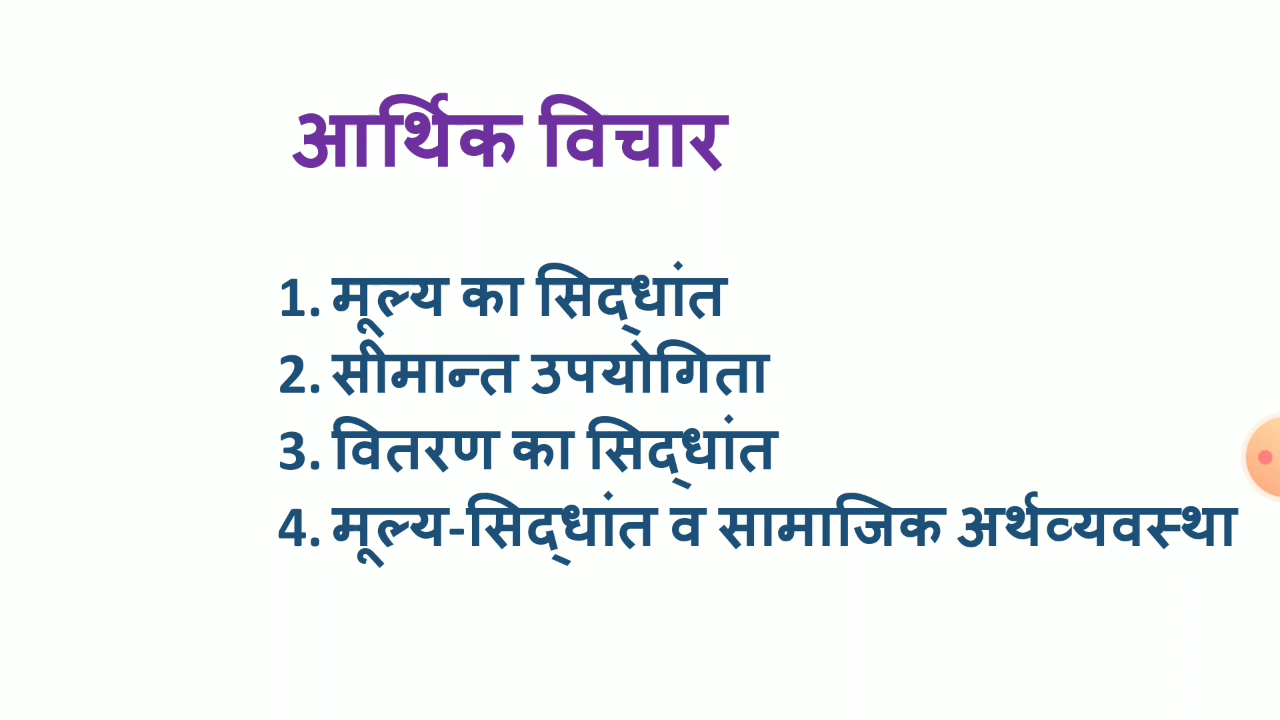 आर्थिक विचार
1. मूल्य का सिद्धांत
2. सीमान्त उपयोगिता
3. वितरण का सिद्धांत
4. मूल्य-सिद्धांत व सामाजिक अर्थव्यवस्था